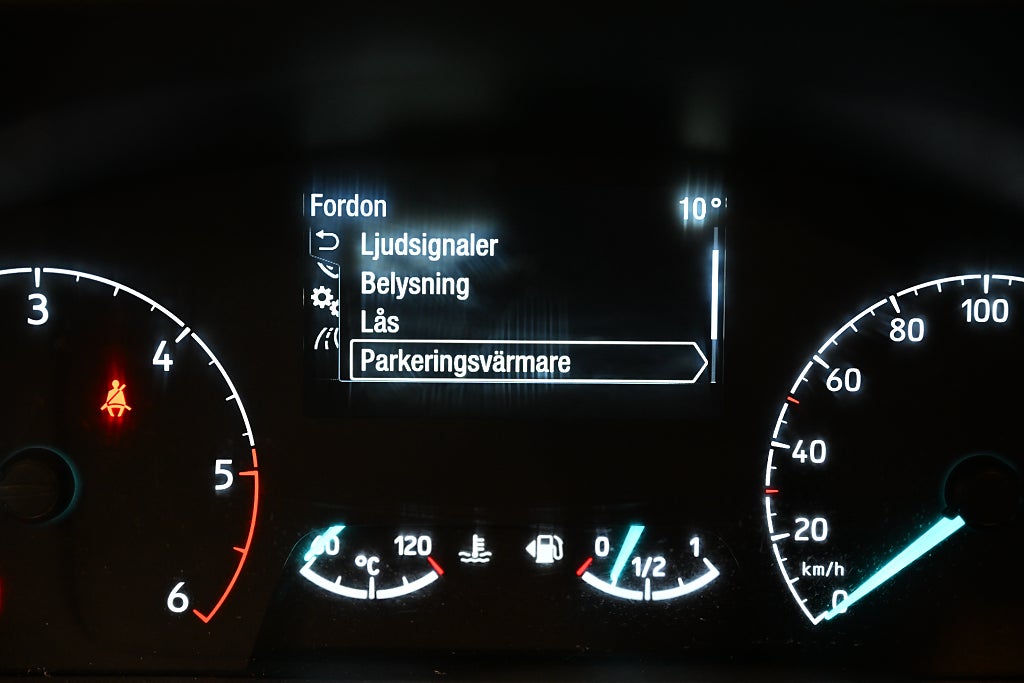 Fordon 10°
Ljudsignaler
Belysning
Lås
Parkeringsvärmare
3
4
5
6
60 °C 120
0 1/2 1
0
20
40
60
80
100
km/h